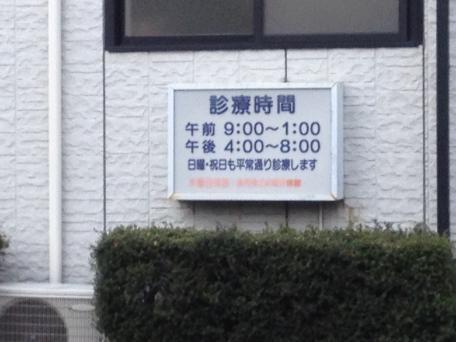 診療時間
午前 9:00～1:00
午後 4:00～8:00
日曜・祝日も平常通り診療します